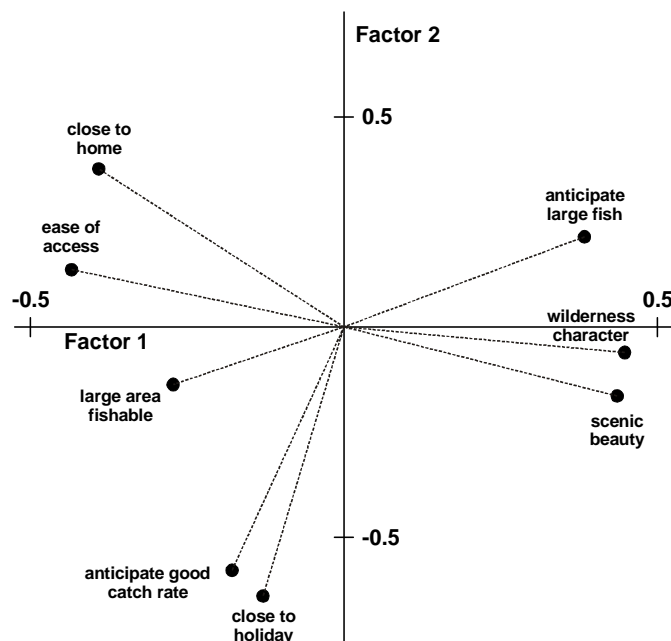 Factor 2
close to
home
0.5
anticipate
large fish
ease of
access
-0.5
0.5
wilderness
character
Factor 1
large area
fishable
scenic
beauty
-0.5
anticipate good
catch rate
close to
holiday